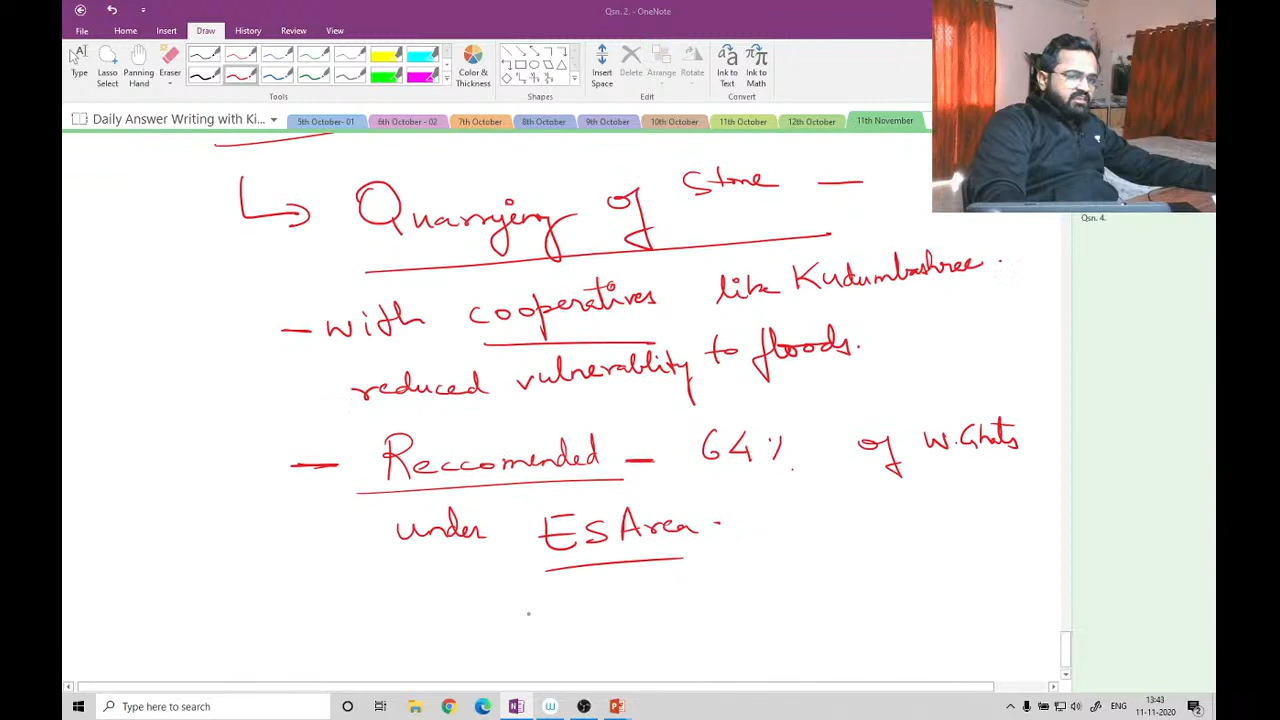 Qsn. 2. - OneNote
File Home Insert Draw History Review View
Type Lasso Select Panning Hand Eraser Color & Thickness Insert Space Delete Arrange Rotate Ink to Text Ink to Math
Tools Shapes Edit Convert
Daily Answer Writing with Ki... 5th October- 01 6th October - 02 7th October 8th October 9th October 10th October 11th October 12th October 11th November
Qsn. 4.
Quarrying of Stone —
— with cooperatives like Kudumbashree.
reduced vulnerablity to floods.
— Reccomended — 64% of W.Ghats
under ESArea.
Type here to search
ENG 13:43
11-11-2020
2